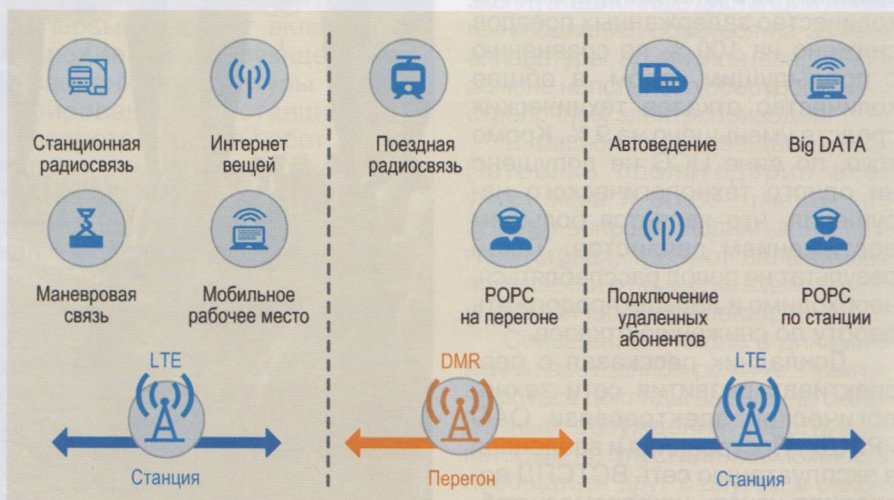 Станционная
радиосвязь
Интернет
вещей
Поездная
радиосвязь
Автоведение
Big DATA
Маневровая
связь
Мобильное
рабочее место
РОРС
на перегоне
Подключение
удаленных
абонентов
РОРС
по станции
LTE
DMR
LTE
Станция
Перегон
Станция